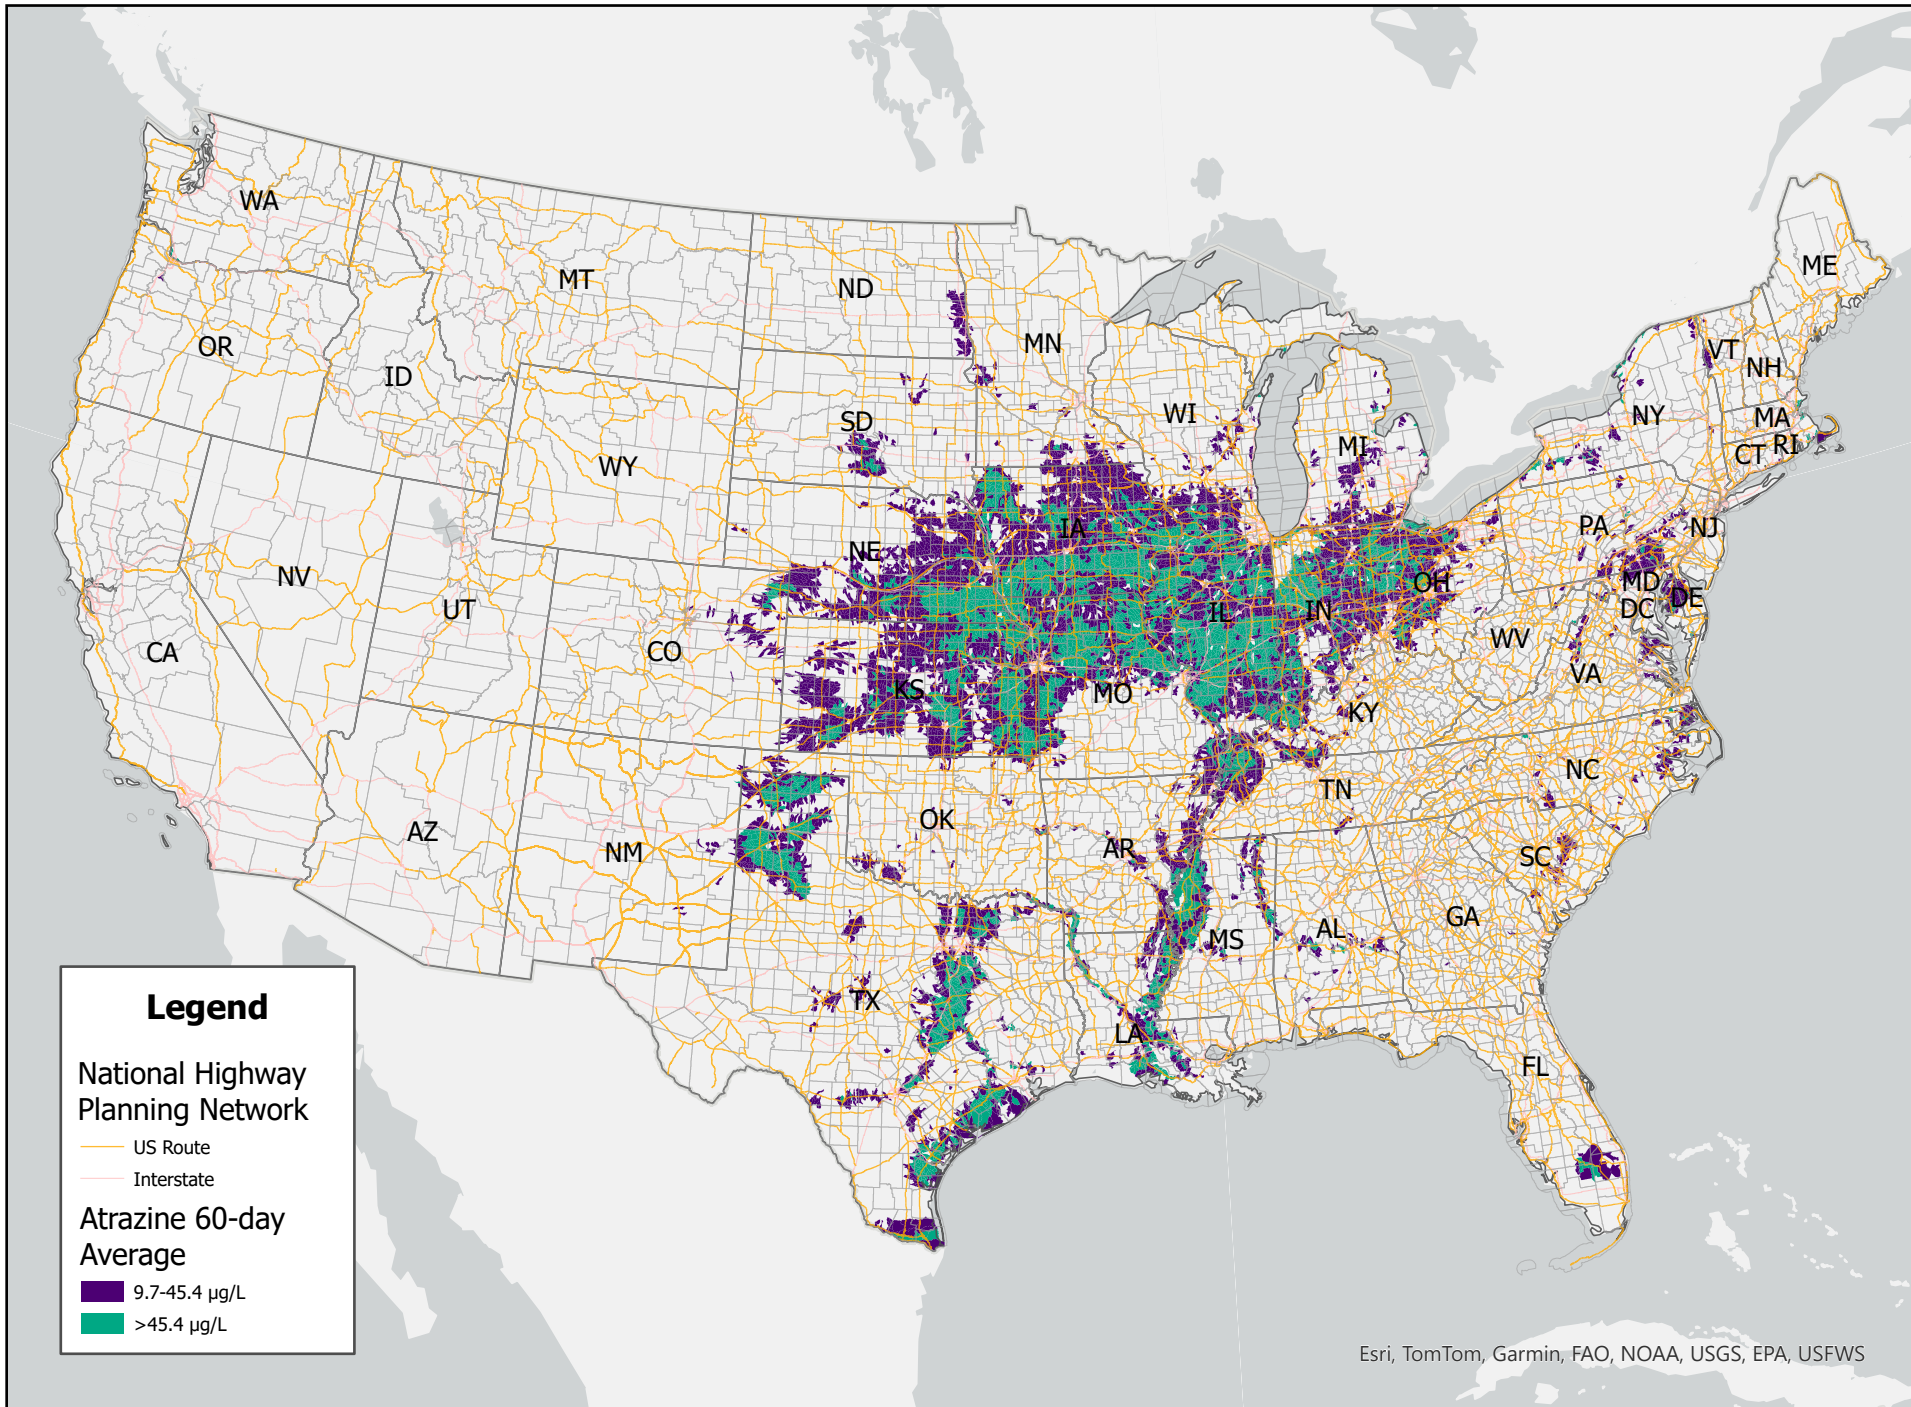 WA
MT
ND
MN
ME
OR
ID
SD
WI
MI
NY
VT
NH
MA
CT
RI
WY
NE
IA
PA
NJ
NV
UT
CO
IL
IN
OH
MD
DE
DC
WV
VA
CA
KS
MO
KY
AZ
NM
OK
AR
TN
NC
SC
MS
AL
GA
TX
LA
FL
Legend
National Highway
Planning Network
US Route
Interstate
Atrazine 60-day
Average
9.7-45.4 µg/L
>45.4 µg/L
Esri, TomTom, Garmin, FAO, NOAA, USGS, EPA, USFWS